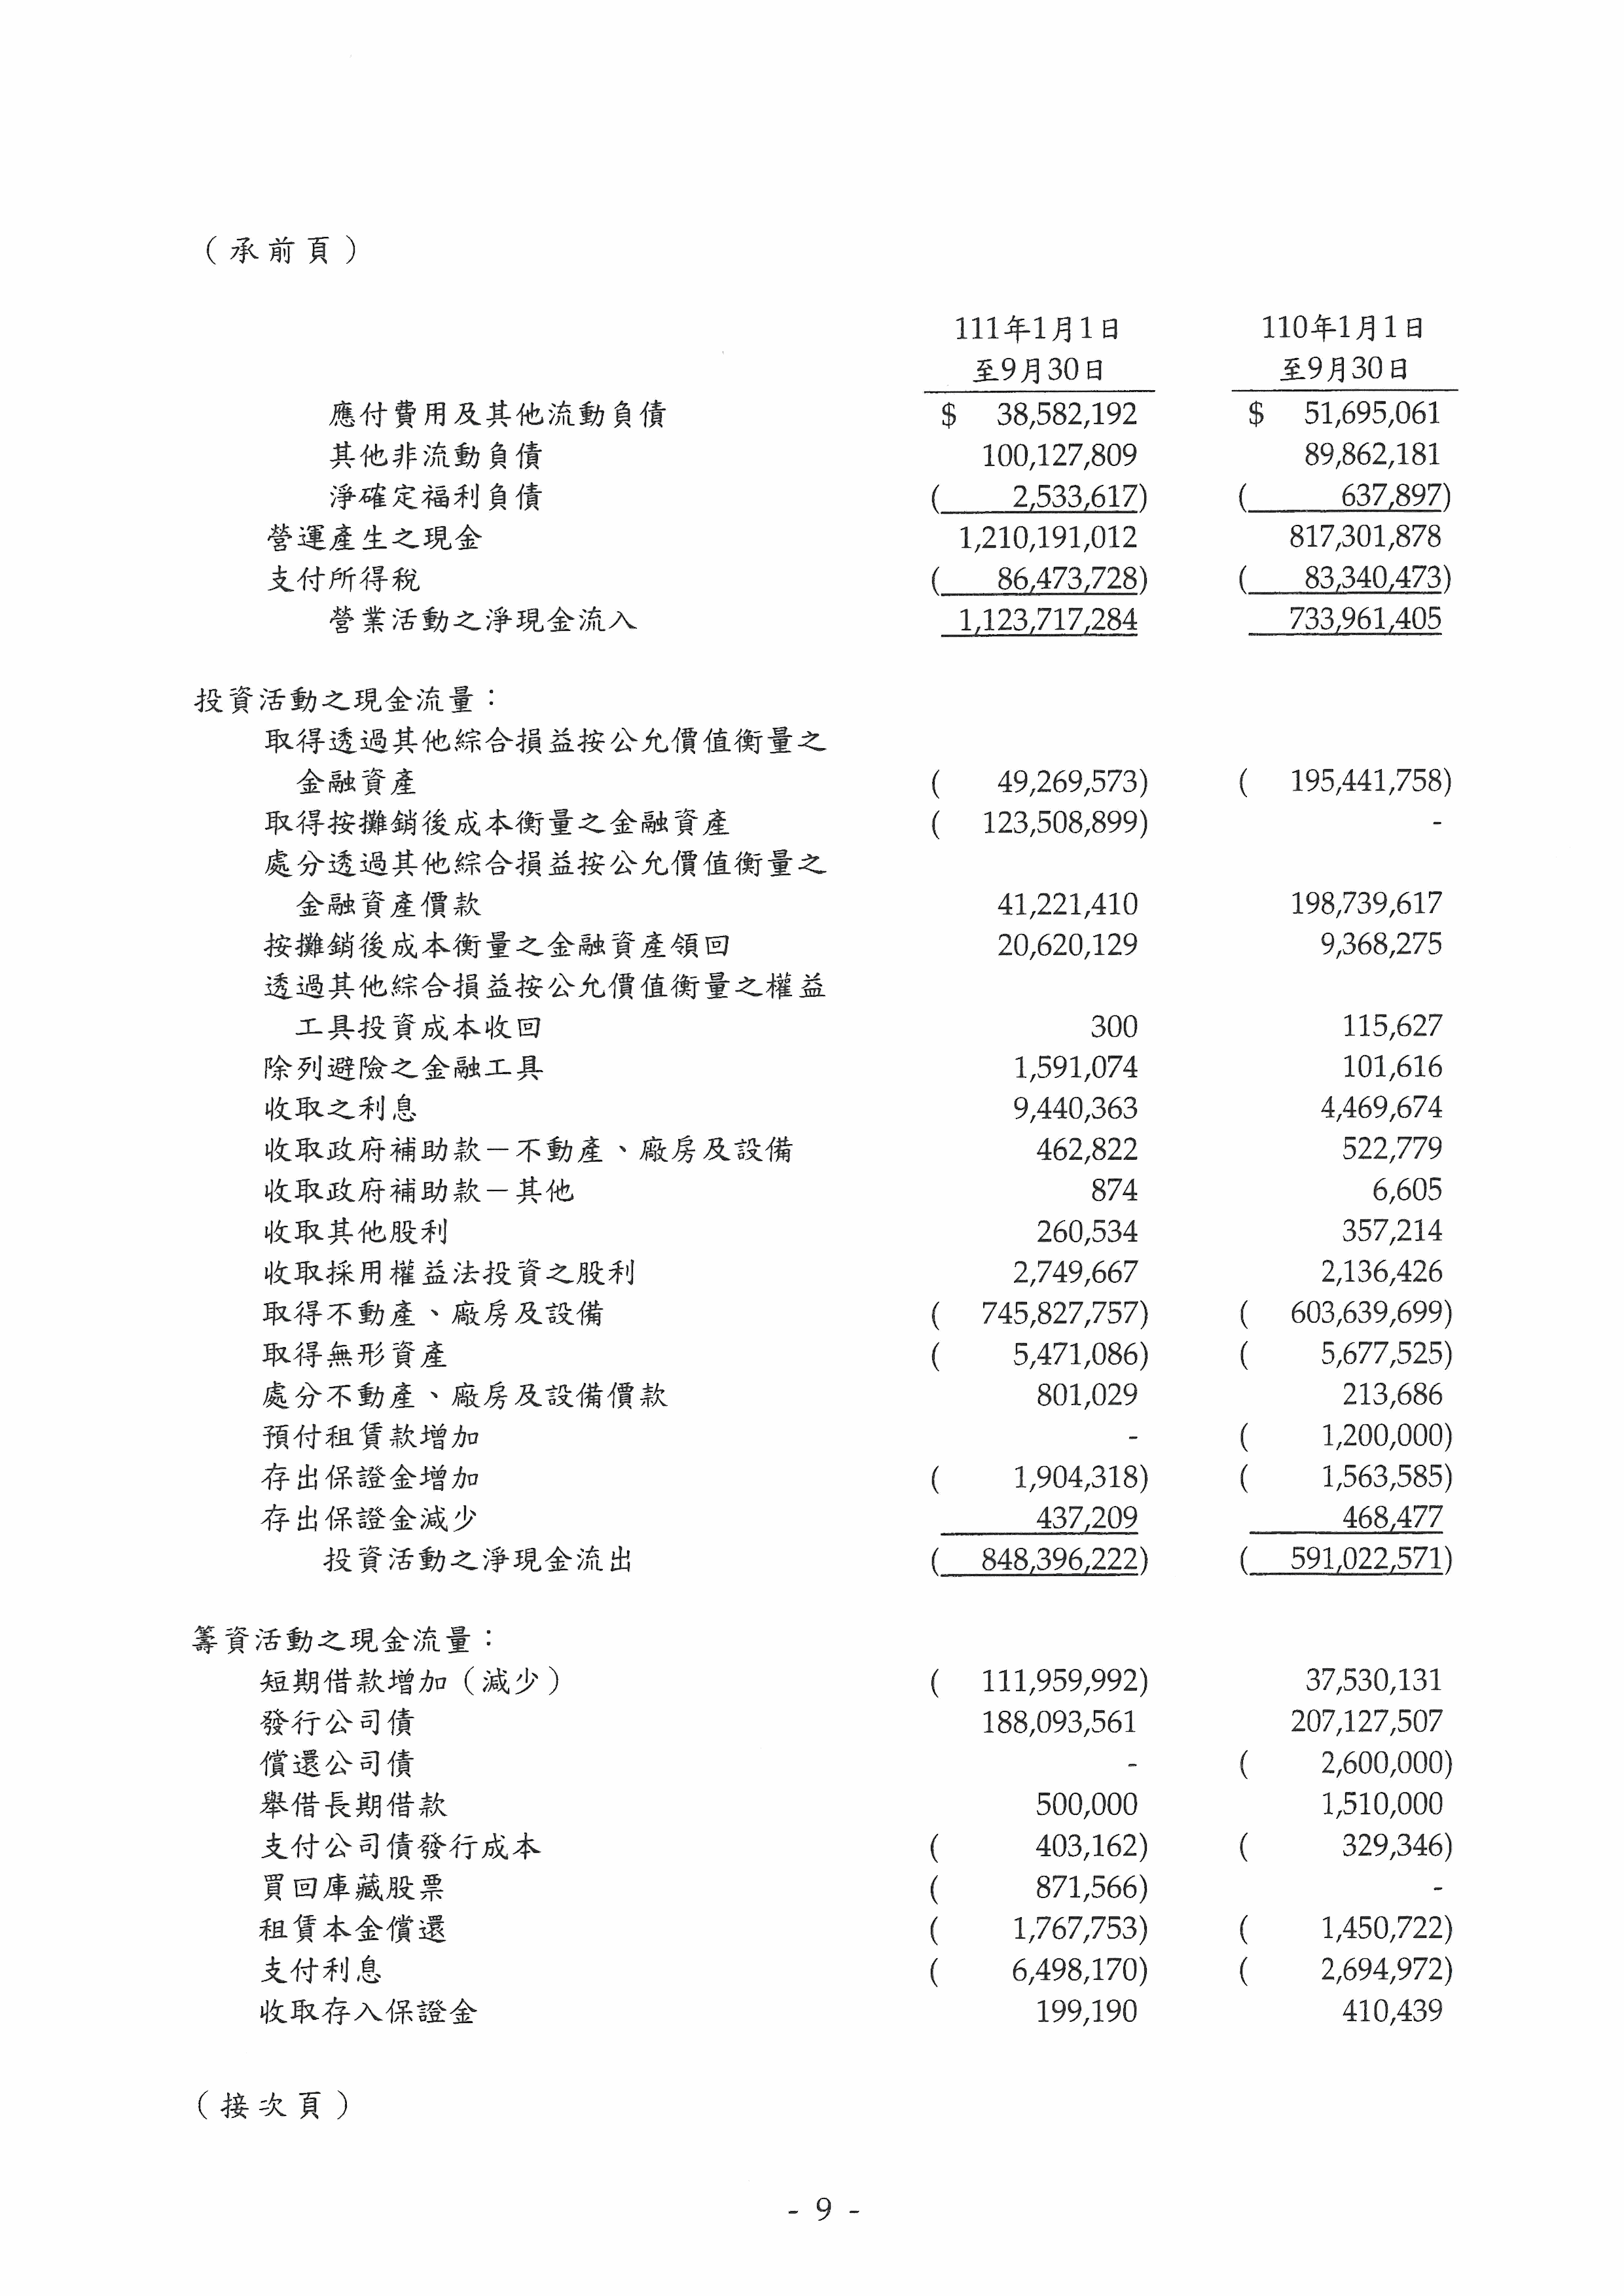 （承前頁）
111年1月1日 110年1月1日
至9月30日 至9月30日
應付費用及其他流動負債 $ 38,582,192 $ 51,695,061
其他非流動負債 100,127,809 89,862,181
淨確定福利負債 ( 2,533,617) ( 637,897)
營運產生之現金 1,210,191,012 817,301,878
支付所得稅 ( 86,473,728) ( 83,340,473)
營業活動之淨現金流入 1,123,717,284 733,961,405
投資活動之現金流量：
取得透過其他綜合損益按公允價值衡量之
金融資產 ( 49,269,573) ( 195,441,758)
取得按攤銷後成本衡量之金融資產 ( 123,508,899) -
處分透過其他綜合損益按公允價值衡量之
金融資產價款 41,221,410 198,739,617
按攤銷後成本衡量之金融資產領回 20,620,129 9,368,275
透過其他綜合損益按公允價值衡量之權益
工具投資成本收回 300 115,627
除列避險之金融工具 1,591,074 101,616
收取之利息 9,440,363 4,469,674
收取政府補助款－不動產、廠房及設備 462,822 522,779
收取政府補助款－其他 874 6,605
收取其他股利 260,534 357,214
收取採用權益法投資之股利 2,749,667 2,136,426
取得不動產、廠房及設備 ( 745,827,757) ( 603,639,699)
取得無形資產 ( 5,471,086) ( 5,677,525)
處分不動產、廠房及設備價款 801,029 213,686
預付租賃款增加 - ( 1,200,000)
存出保證金增加 ( 1,904,318) ( 1,563,585)
存出保證金減少 437,209 468,477
投資活動之淨現金流出 ( 848,396,222) ( 591,022,571)
籌資活動之現金流量：
短期借款增加（減少） ( 111,959,992) 37,530,131
發行公司債 188,093,561 207,127,507
償還公司債 - ( 2,600,000)
舉借長期借款 500,000 1,510,000
支付公司債發行成本 ( 403,162) ( 329,346)
買回庫藏股票 ( 871,566) -
租賃本金償還 ( 1,767,753) ( 1,450,722)
支付利息 ( 6,498,170) ( 2,694,972)
收取存入保證金 199,190 410,439
（接次頁）
- 9 -